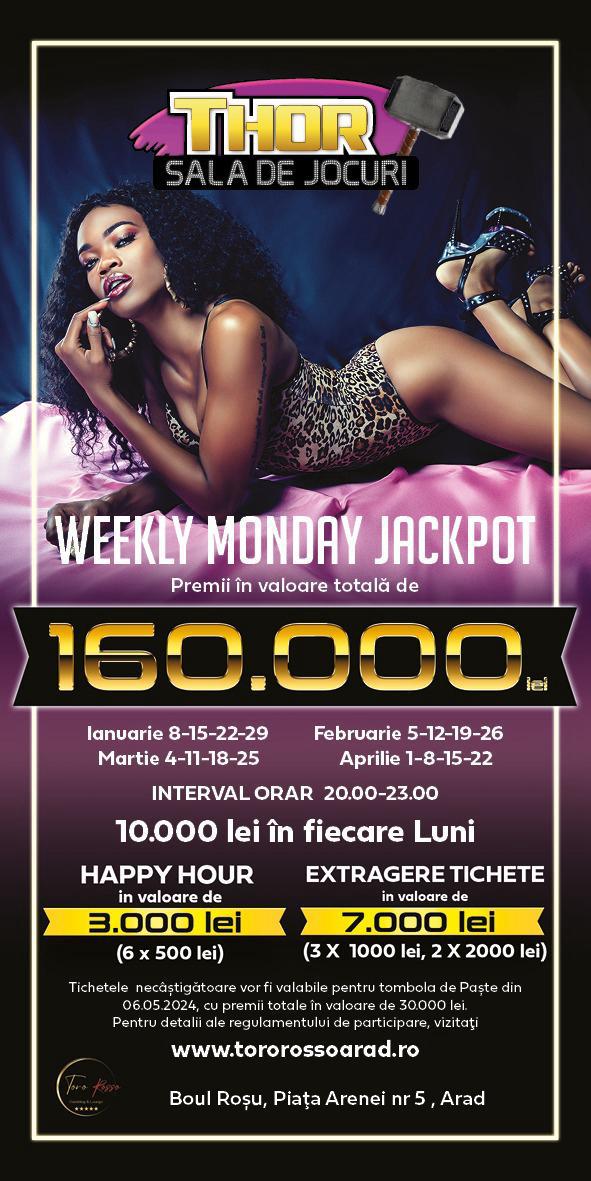 THOR
SALA DE JOCURI
WEEKLY MONDAY JACKPOT
Premii în valoare totală de
160.000 lei
Ianuarie 8-15-22-29 Februarie 5-12-19-26
Martie 4-11-18-25 Aprilie 1-8-15-22
INTERVAL ORAR 20.00-23.00
10.000 lei în fiecare Luni
HAPPY HOUR
in valoare de
3.000 lei
(6 x 500 lei)
EXTRAGERE TICHETE
in valoare de
7.000 lei
(3 X 1000 lei, 2 X 2000 lei)
Tichetele necâștigătoare vor fi valabile pentru tombola de Paște din
06.05.2024, cu premii totale în valoare de 30.000 lei.
Pentru detalii ale regulamentului de participare, vizitaţi
www.tororossoarad.ro
Toro Rosso
Gambling & Lounge
Boul Roșu, Piaţa Arenei nr 5 , Arad